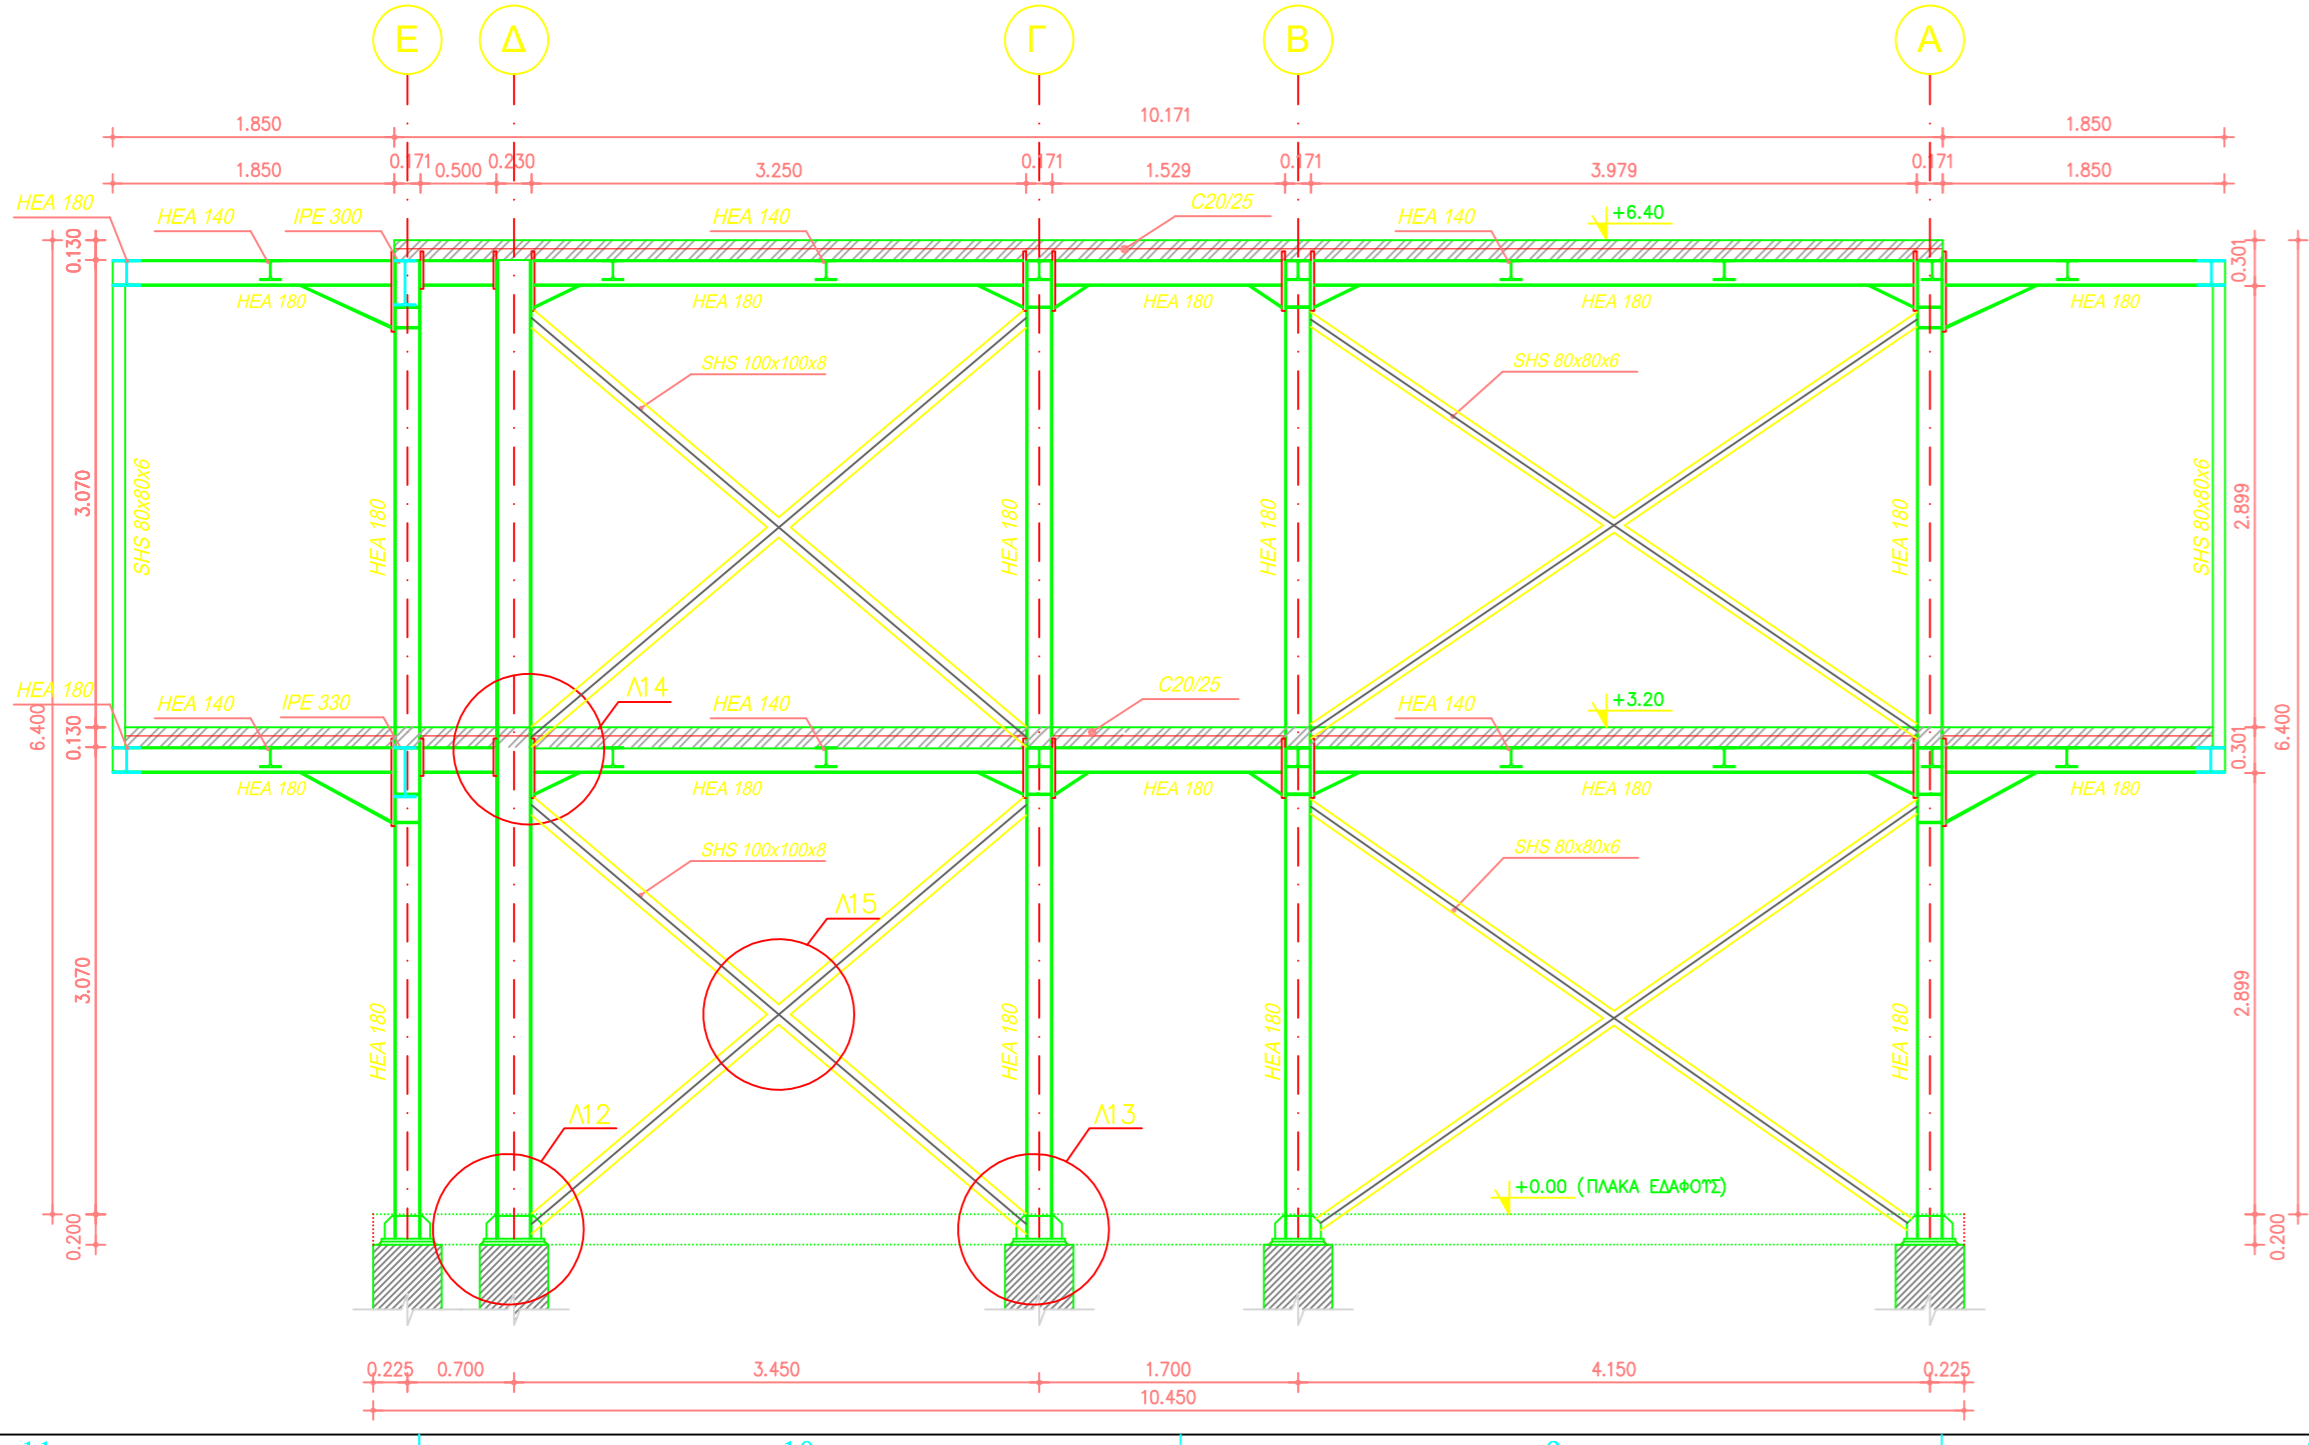 Ε Δ Γ Β Α
1.850 10.171 1.850
1.850 0.171 0.500 0.230 3.250 0.171 1.529 0.171 3.979 0.171 1.850
HEA 180 HEA 140 IPE 300 HEA 140 C20/25 HEA 140 +6.40
0.130 0.301
HEA 180 HEA 180 HEA 180 HEA 180 HEA 180
SHS 100x100x8 SHS 80x80x6
3.070 SHS 80x80x6 HEA 180 HEA 180 HEA 180 HEA 180 SHS 80x80x6 2.899
Λ14
HEA 180 HEA 140 IPE 330 HEA 140 C20/25 HEA 140 +3.20
6.400 0.130 0.301 6.400
HEA 180 HEA 180 HEA 180 HEA 180 HEA 180
SHS 100x100x8 SHS 80x80x6
Λ15
3.070 HEA 180 HEA 180 HEA 180 HEA 180 2.899
Λ12 Λ13
+0.00 (ΠΛΑΚΑ ΕΔΑΦΟΥΣ)
0.200 0.200
0.225 0.700 3.450 1.700 4.150 0.225
10.450